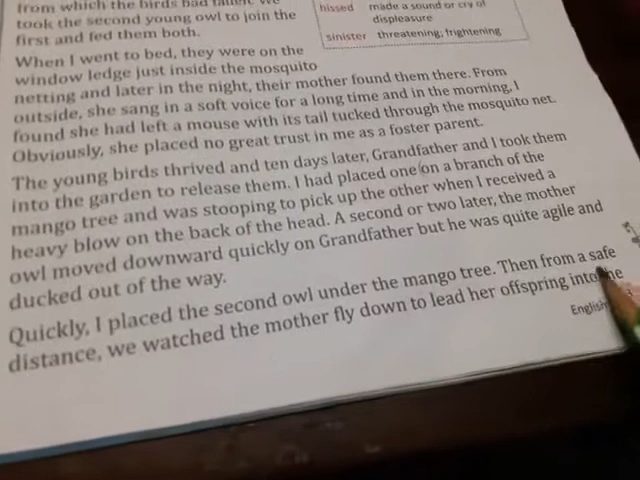 from which the birds had fallen. We
took the second young owl to join the
first and fed them both.
hissed made a sound or cry of
displeasure
sinister threatening; frightening
When I went to bed, they were on the
window ledge just inside the mosquito
netting and later in the night, their mother found them there. From
outside, she sang in a soft voice for a long time and in the morning, I
found she had left a mouse with its tail tucked through the mosquito net.
Obviously, she placed no great trust in me as a foster parent.
The young birds thrived and ten days later, Grandfather and I took them
into the garden to release them. I had placed one on a branch of the
mango tree and was stooping to pick up the other when I received a
heavy blow on the back of the head. A second or two later, the mother
owl moved downward quickly on Grandfather but he was quite agile and
ducked out of the way.
Quickly, I placed the second owl under the mango tree. Then from a safe
distance, we watched the mother fly down to lead her offspring into the
English